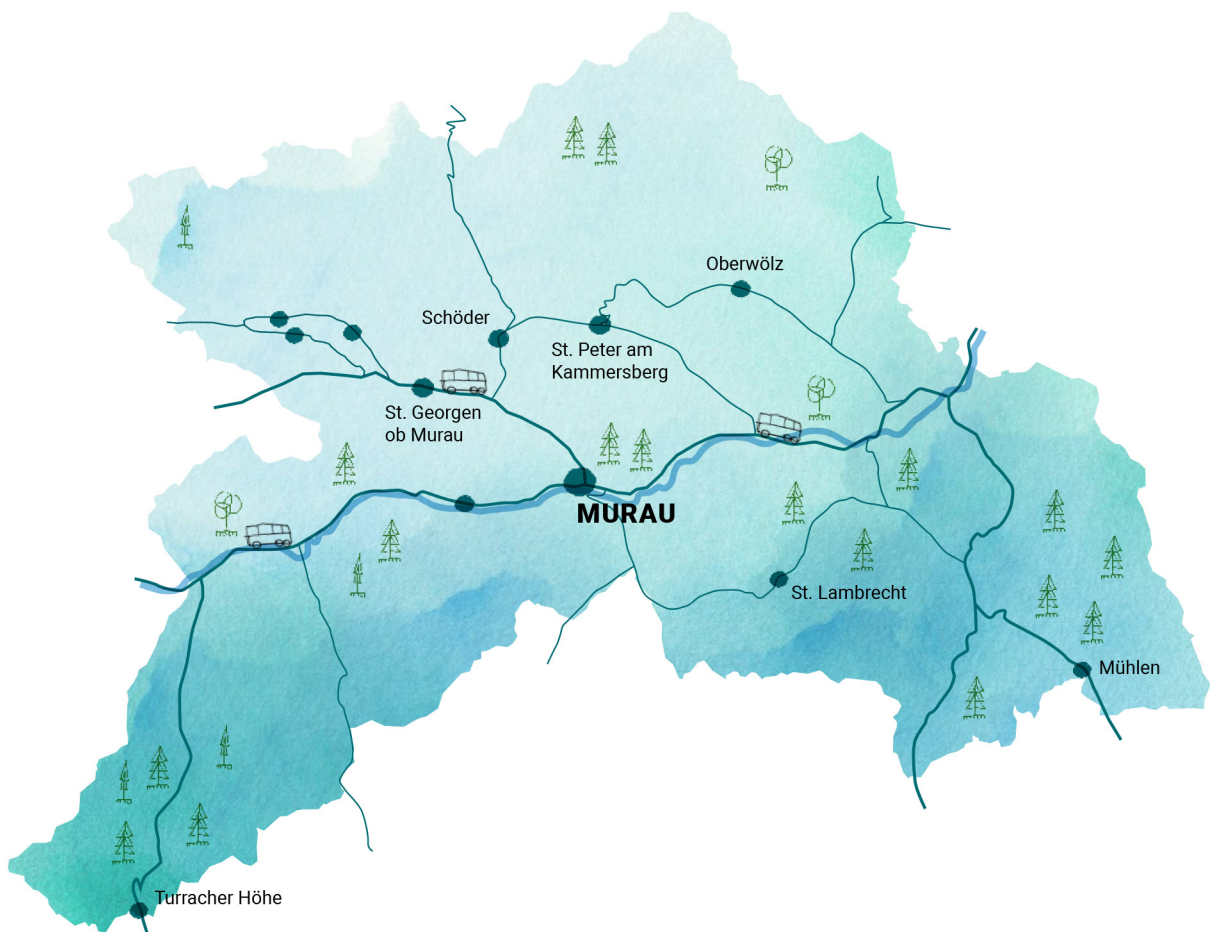 Oberwölz
Schöder
St. Peter am
Kammersberg
St. Georgen
ob Murau
MURAU
St. Lambrecht
Mühlen
Turracher Höhe